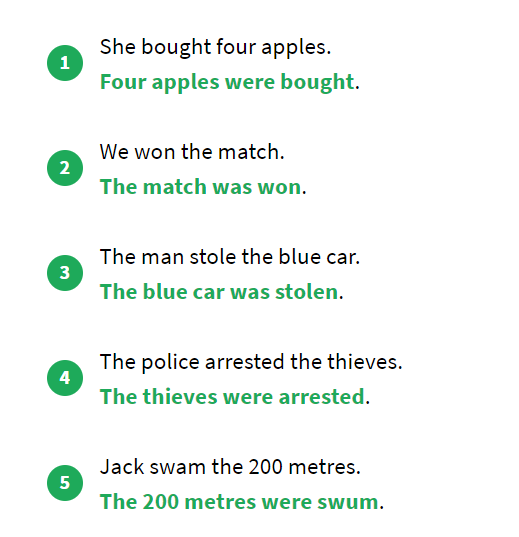 1 She bought four apples.
Four apples were bought.
2 We won the match.
The match was won.
3 The man stole the blue car.
The blue car was stolen.
4 The police arrested the thieves.
The thieves were arrested.
5 Jack swam the 200 metres.
The 200 metres were swum.